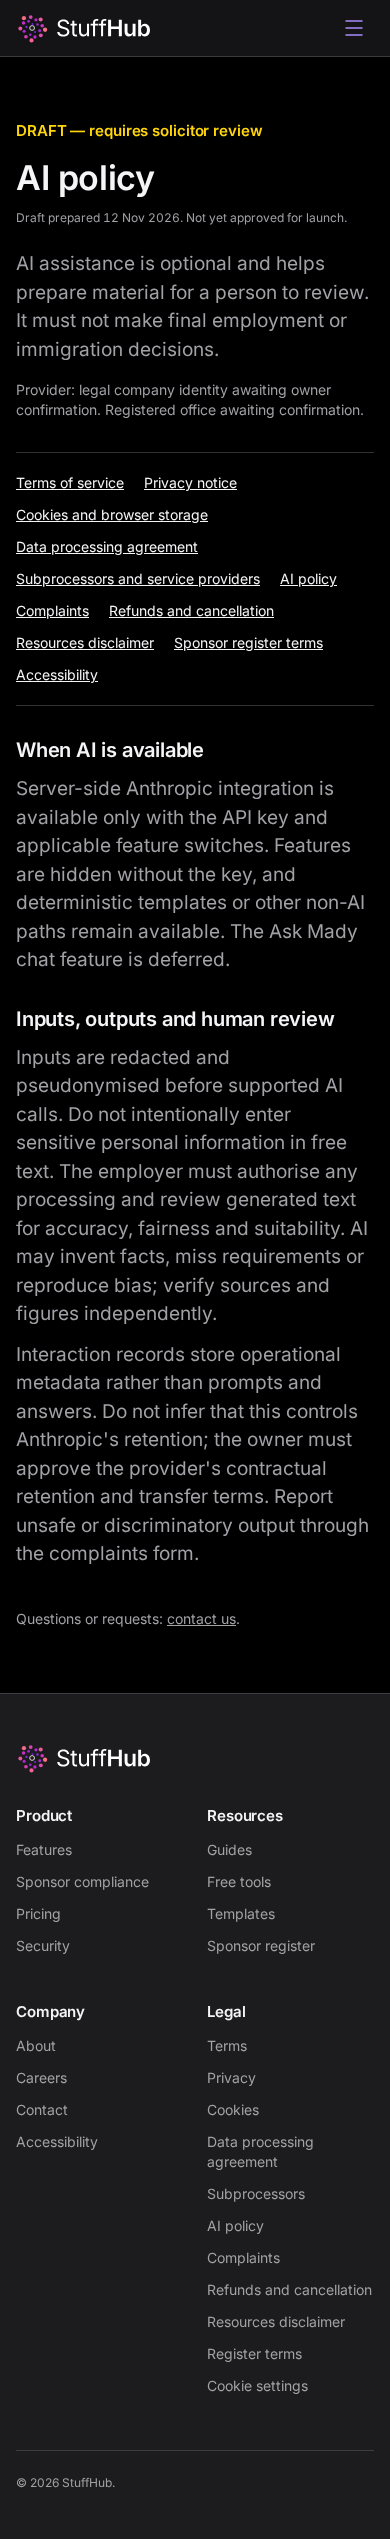 StuffHub
DRAFT — requires solicitor review
AI policy
Draft prepared 12 Nov 2026. Not yet approved for launch.
AI assistance is optional and helps
prepare material for a person to review.
It must not make final employment or
immigration decisions.
Provider: legal company identity awaiting owner
confirmation. Registered office awaiting confirmation.
Terms of service Privacy notice
Cookies and browser storage
Data processing agreement
Subprocessors and service providers AI policy
Complaints Refunds and cancellation
Resources disclaimer Sponsor register terms
Accessibility
When AI is available
Server-side Anthropic integration is
available only with the API key and
applicable feature switches. Features
are hidden without the key, and
deterministic templates or other non-AI
paths remain available. The Ask Mady
chat feature is deferred.
Inputs, outputs and human review
Inputs are redacted and
pseudonymised before supported AI
calls. Do not intentionally enter
sensitive personal information in free
text. The employer must authorise any
processing and review generated text
for accuracy, fairness and suitability. AI
may invent facts, miss requirements or
reproduce bias; verify sources and
figures independently.
Interaction records store operational
metadata rather than prompts and
answers. Do not infer that this controls
Anthropic's retention; the owner must
approve the provider's contractual
retention and transfer terms. Report
unsafe or discriminatory output through
the complaints form.
Questions or requests: contact us.
StuffHub
Product
Features
Sponsor compliance
Pricing
Security
Resources
Guides
Free tools
Templates
Sponsor register
Company
About
Careers
Contact
Accessibility
Legal
Terms
Privacy
Cookies
Data processing
agreement
Subprocessors
AI policy
Complaints
Refunds and cancellation
Resources disclaimer
Register terms
Cookie settings
© 2026 StuffHub.